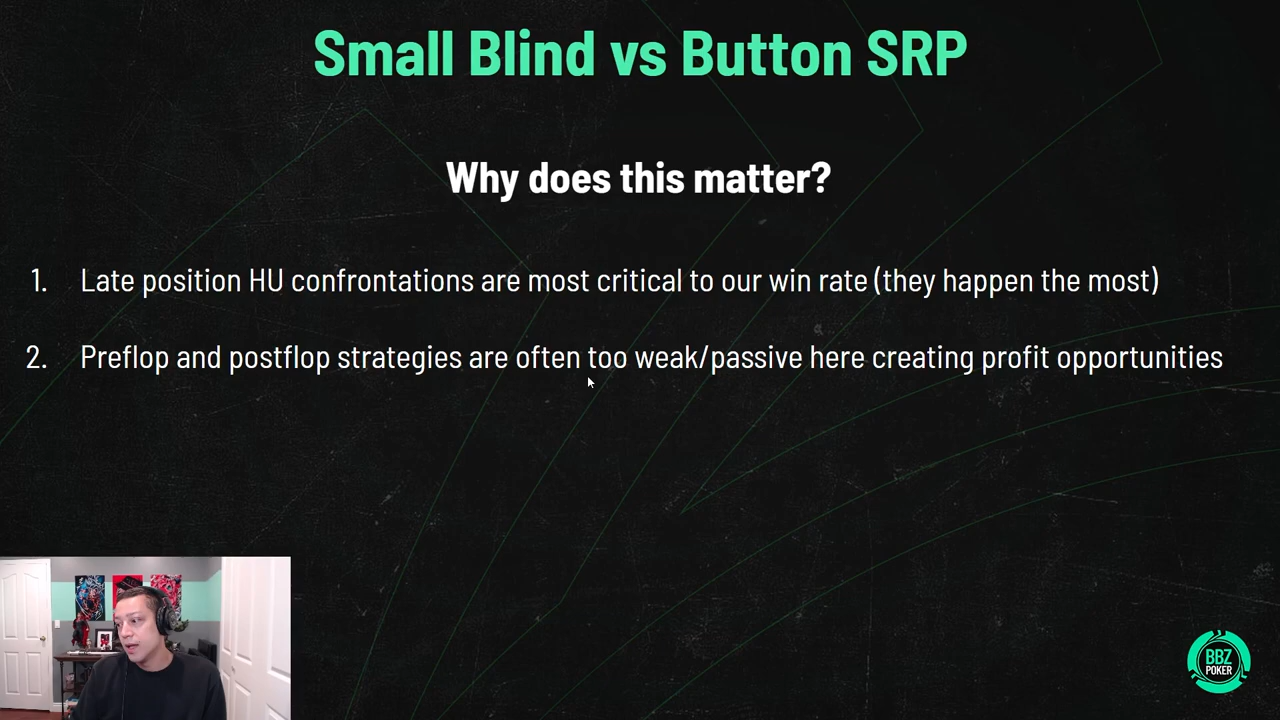 Small Blind vs Button SRP
Why does this matter?
1. Late position HU confrontations are most critical to our win rate (they happen the most)
2. Preflop and postflop strategies are often too weak/passive here creating profit opportunities
BBZ
POKER